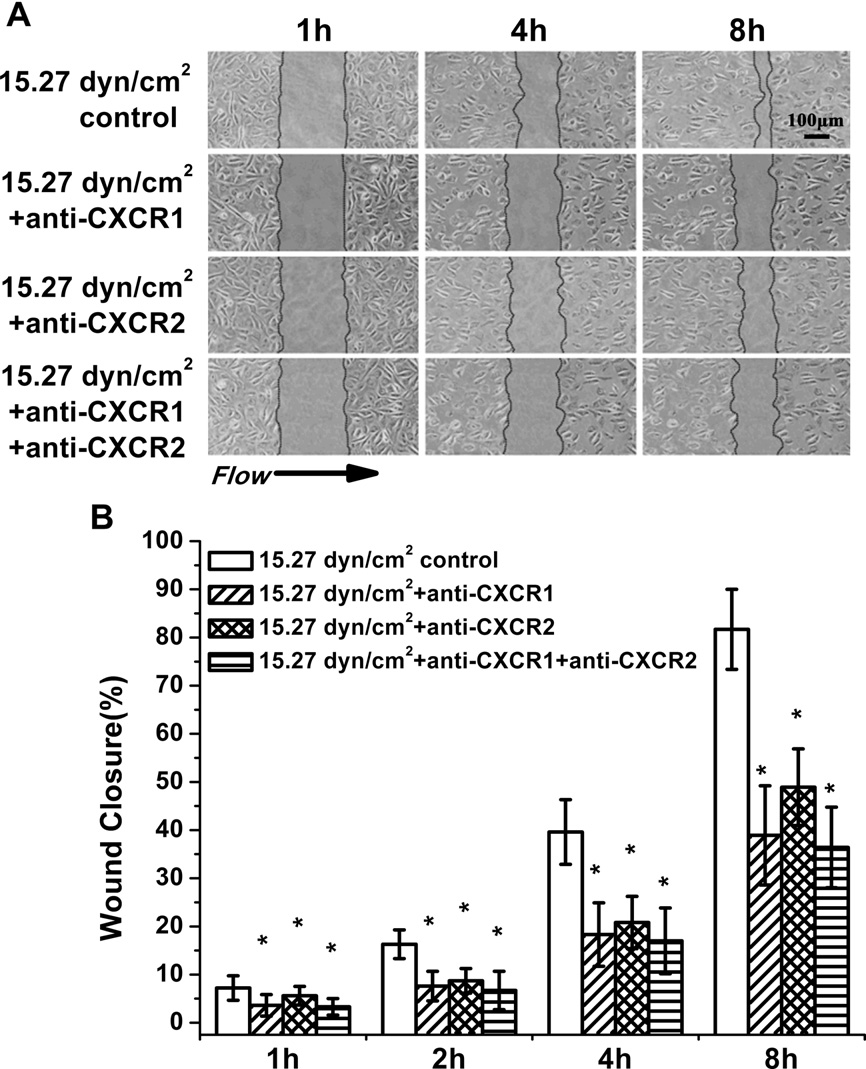 A
1h 4h 8h
15.27 dyn/cm²
control
100μm
15.27 dyn/cm²
+anti-CXCR1
15.27 dyn/cm²
+anti-CXCR2
15.27 dyn/cm²
+anti-CXCR1
+anti-CXCR2
Flow
B
Wound Closure(%)
100
90
80
70
60
50
40
30
20
10
0
15.27 dyn/cm² control
15.27 dyn/cm²+anti-CXCR1
15.27 dyn/cm²+anti-CXCR2
15.27 dyn/cm²+anti-CXCR1+anti-CXCR2
* * *
* * *
* * *
* * *
1h 2h 4h 8h